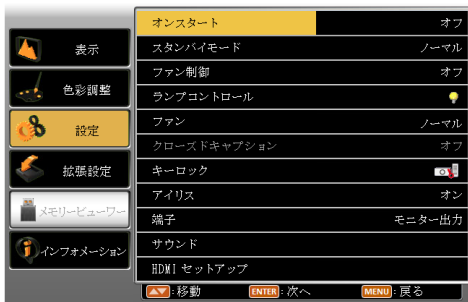 表示
色彩調整
設定
拡張設定
メモリービューワー
インフォメーション
オンスタート オフ
スタンバイモード ノーマル
ファン制御 オフ
ランプコントロール
ファン ノーマル
クローズドキャプション オフ
キーロック
アイリス オン
端子 モニター出力
サウンド
HDMI セットアップ
:移動 ENTER:次へ MENU:戻る